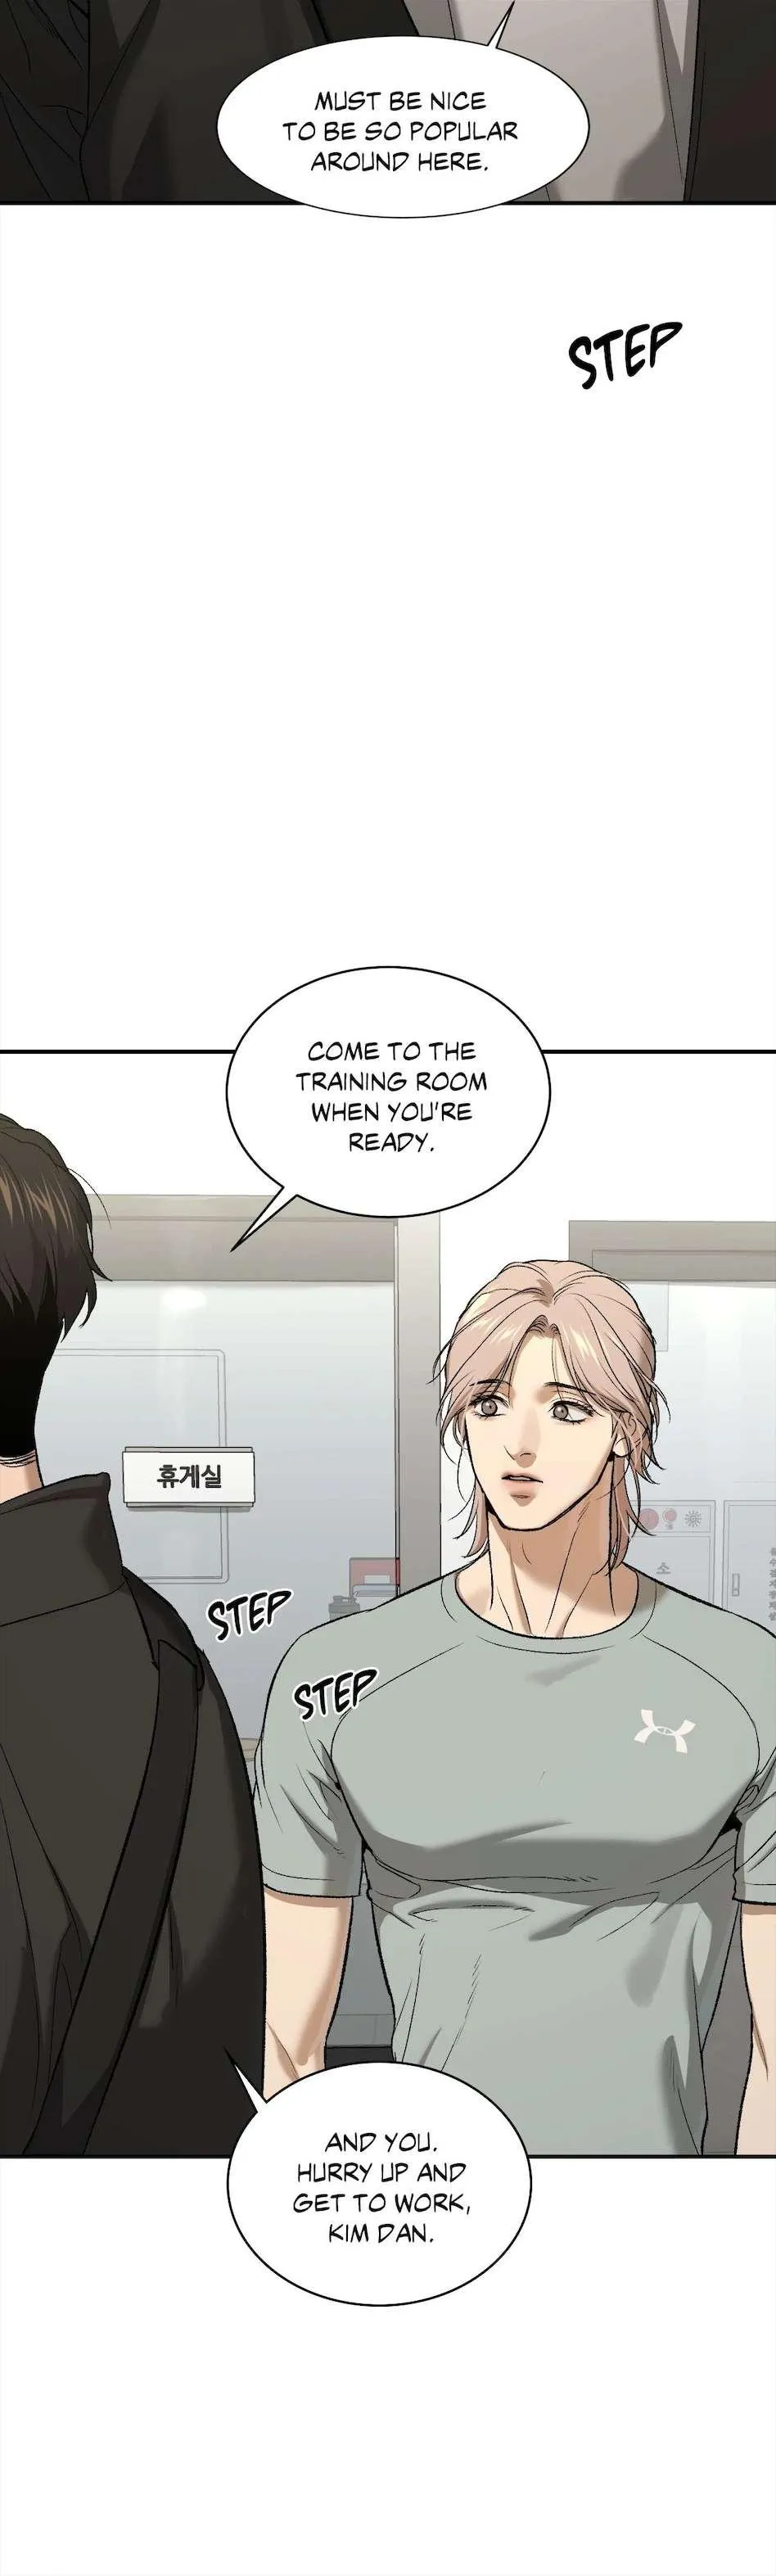 MUST BE NICE
TO BE SO POPULAR
AROUND HERE.
STEP
COME TO THE
TRAINING ROOM
WHEN YOU'RE
READY.
휴게실
소
STEP
STEP
AND YOU.
HURRY UP AND
GET TO WORK,
KIM DAN.